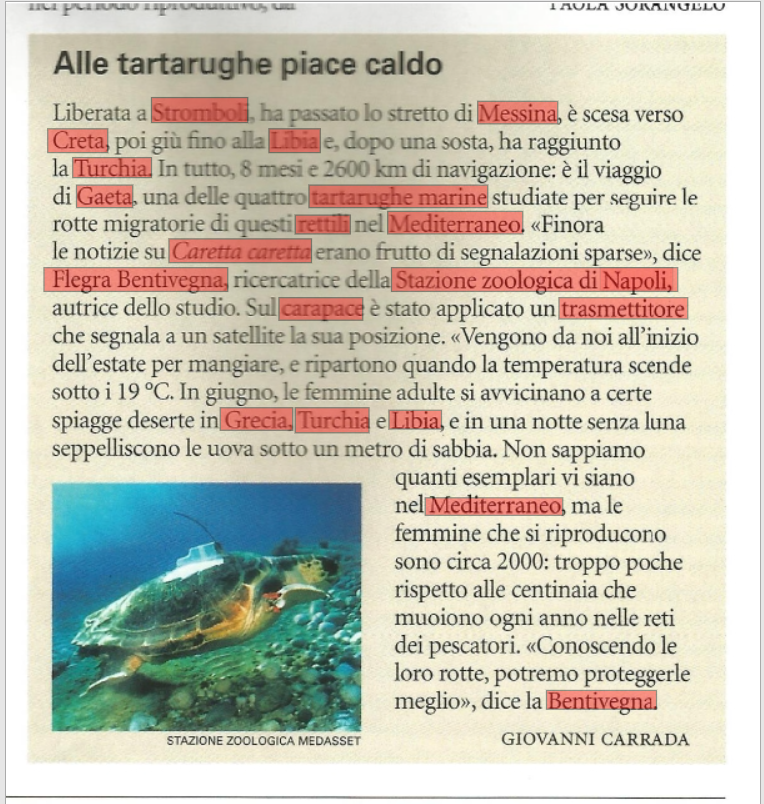 nel periodo riproduttivo, da
PAOLA SORANGELO
Alle tartarughe piace caldo
Liberata a Stromboli, ha passato lo stretto di Messina, è scesa verso
Creta, poi giù fino alla Libia e, dopo una sosta, ha raggiunto
la Turchia. In tutto, 8 mesi e 2600 km di navigazione: è il viaggio
di Gaeta, una delle quattro tartarughe marine studiate per seguire le
rotte migratorie di questi rettili nel Mediterraneo. «Finora
le notizie su Caretta caretta erano frutto di segnalazioni sparse», dice
Flegra Bentivegna, ricercatrice della Stazione zoologica di Napoli,
autrice dello studio. Sul carapace è stato applicato un trasmettitore
che segnala a un satellite la sua posizione. «Vengono da noi all'inizio
dell'estate per mangiare, e ripartono quando la temperatura scende
sotto i 19 °C. In giugno, le femmine adulte si avvicinano a certe
spiagge deserte in Grecia, Turchia e Libia, e in una notte senza luna
seppelliscono le uova sotto un metro di sabbia. Non sappiamo
quanti esemplari vi siano
nel Mediterraneo, ma le
femmine che si riproducono
sono circa 2000: troppo poche
rispetto alle centinaia che
muoiono ogni anno nelle reti
dei pescatori. «Conoscendo le
loro rotte, potremo proteggerle
meglio», dice la Bentivegna.
STAZIONE ZOOLOGICA MEDASSET
GIOVANNI CARRADA